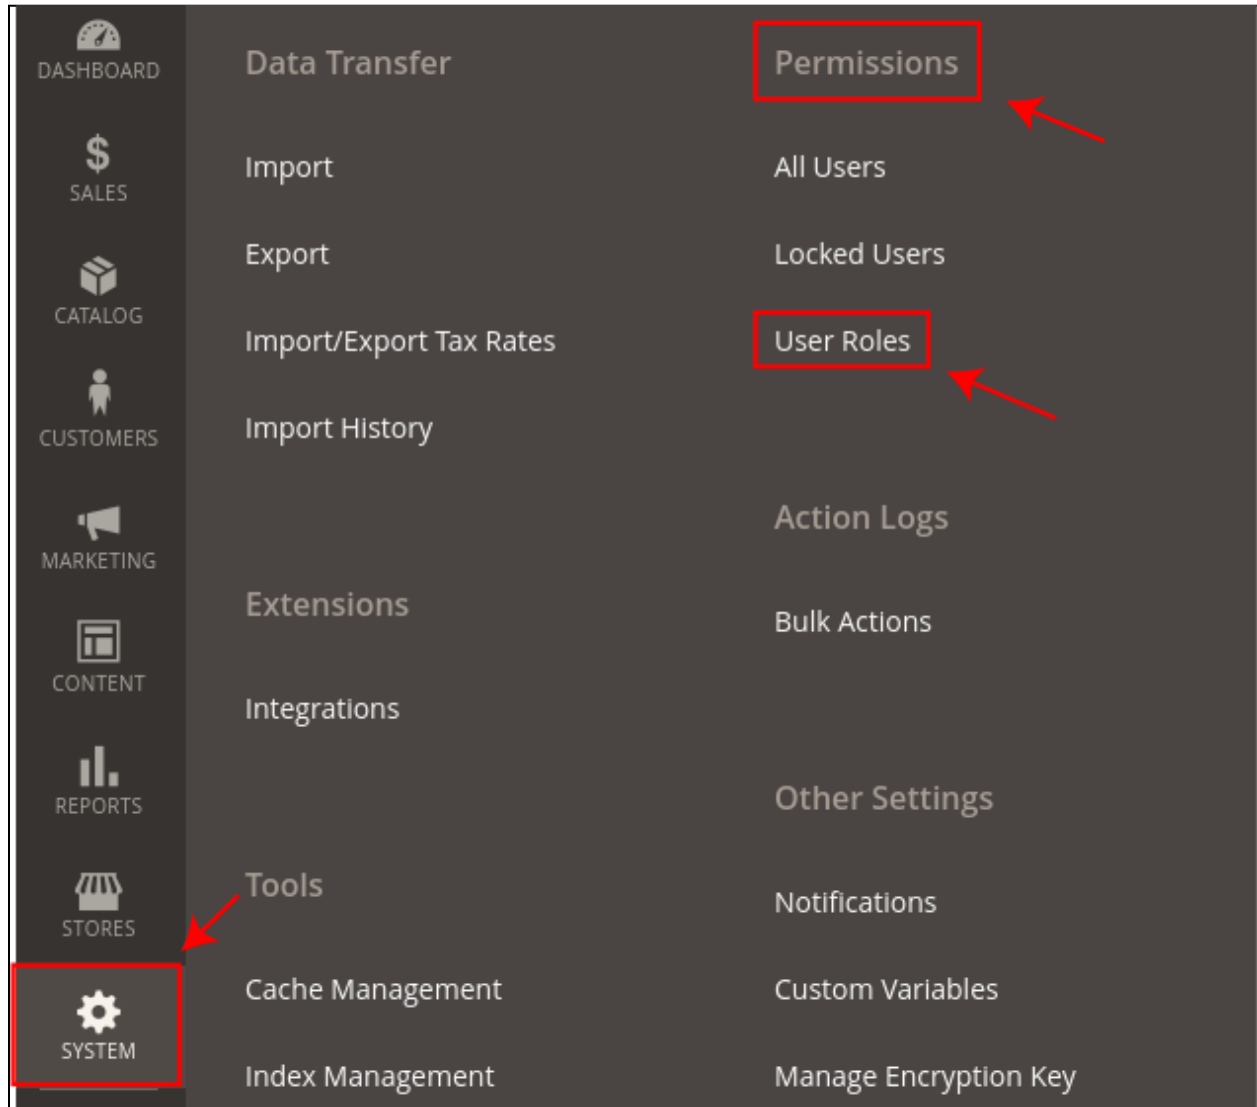 DASHBOARD
SALES
CATALOG
CUSTOMERS
MARKETING
CONTENT
REPORTS
STORES
SYSTEM
Data Transfer
Import
Export
Import/Export Tax Rates
Import History
Extensions
Integrations
Tools
Cache Management
Index Management
Permissions
All Users
Locked Users
User Roles
Action Logs
Bulk Actions
Other Settings
Notifications
Custom Variables
Manage Encryption Key